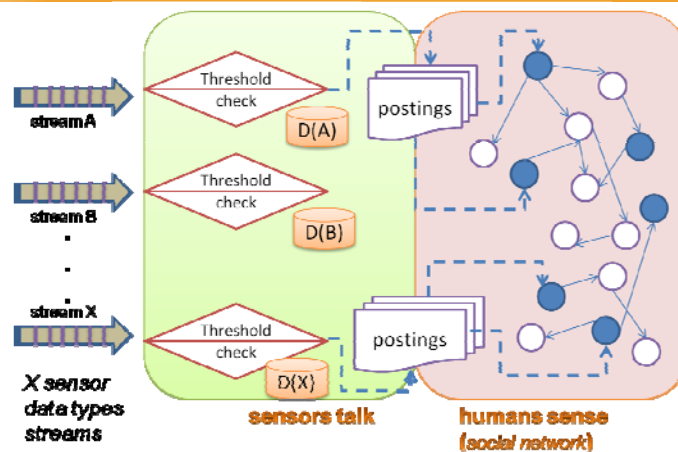 Threshold
check
D(A)
postings
stream A
Threshold
check
D(B)
stream B
.
.
.
stream X
Threshold
check
D(X)
postings
X sensor
data types
streams
sensors talk
humans sense
(social network)